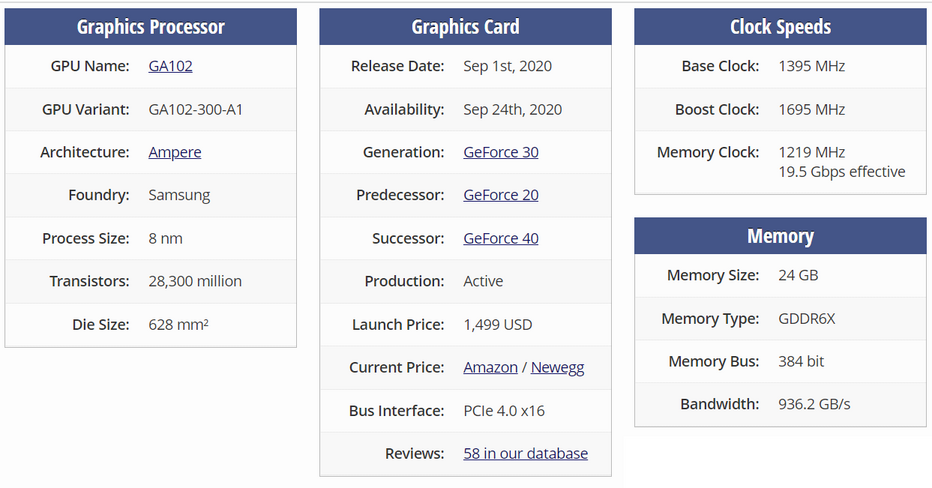 Graphics Processor
GPU Name: GA102
GPU Variant: GA102-300-A1
Architecture: Ampere
Foundry: Samsung
Process Size: 8 nm
Transistors: 28,300 million
Die Size: 628 mm²
Graphics Card
Release Date: Sep 1st, 2020
Availability: Sep 24th, 2020
Generation: GeForce 30
Predecessor: GeForce 20
Successor: GeForce 40
Production: Active
Launch Price: 1,499 USD
Current Price: Amazon / Newegg
Bus Interface: PCIe 4.0 x16
Reviews: 58 in our database
Clock Speeds
Base Clock: 1395 MHz
Boost Clock: 1695 MHz
Memory Clock: 1219 MHz
19.5 Gbps effective
Memory
Memory Size: 24 GB
Memory Type: GDDR6X
Memory Bus: 384 bit
Bandwidth: 936.2 GB/s